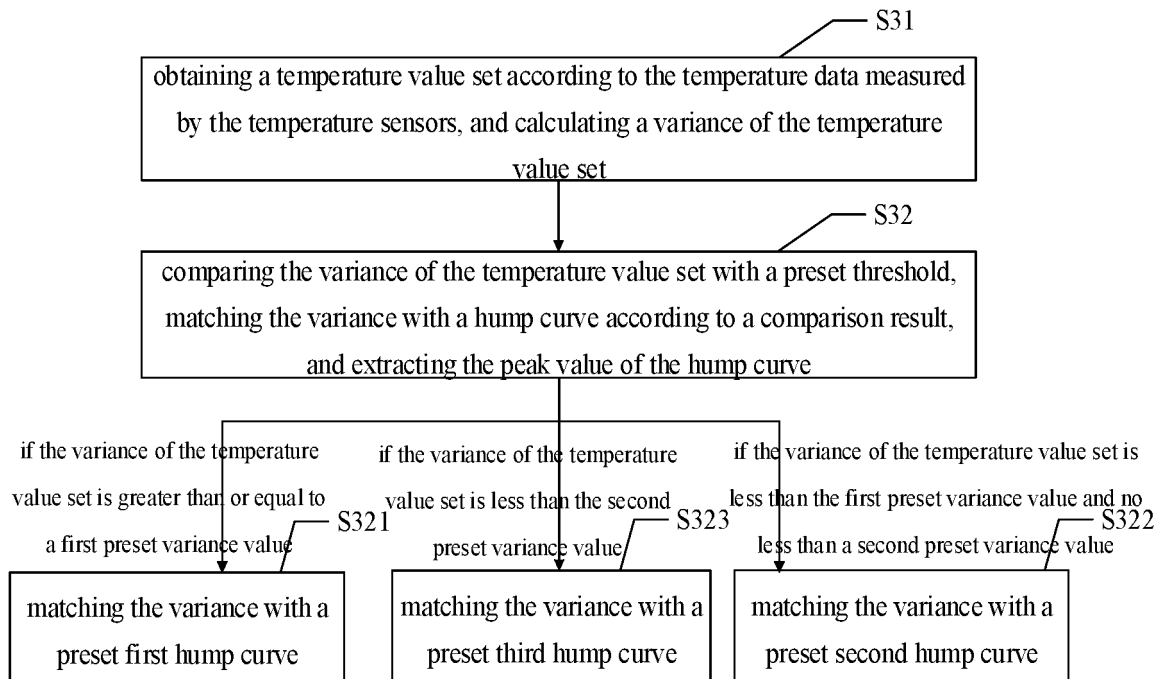 S31
obtaining a temperature value set according to the temperature data measured
by the temperature sensors, and calculating a variance of the temperature
value set
S32
comparing the variance of the temperature value set with a preset threshold,
matching the variance with a hump curve according to a comparison result,
and extracting the peak value of the hump curve
if the variance of the temperature
value set is greater than or equal to
a first preset variance value
S321
matching the variance with a
preset first hump curve
if the variance of the temperature
value set is less than the second
preset variance value
S323
matching the variance with a
preset third hump curve
if the variance of the temperature value set is
less than the first preset variance value and no
less than a second preset variance value
S322
matching the variance with a
preset second hump curve